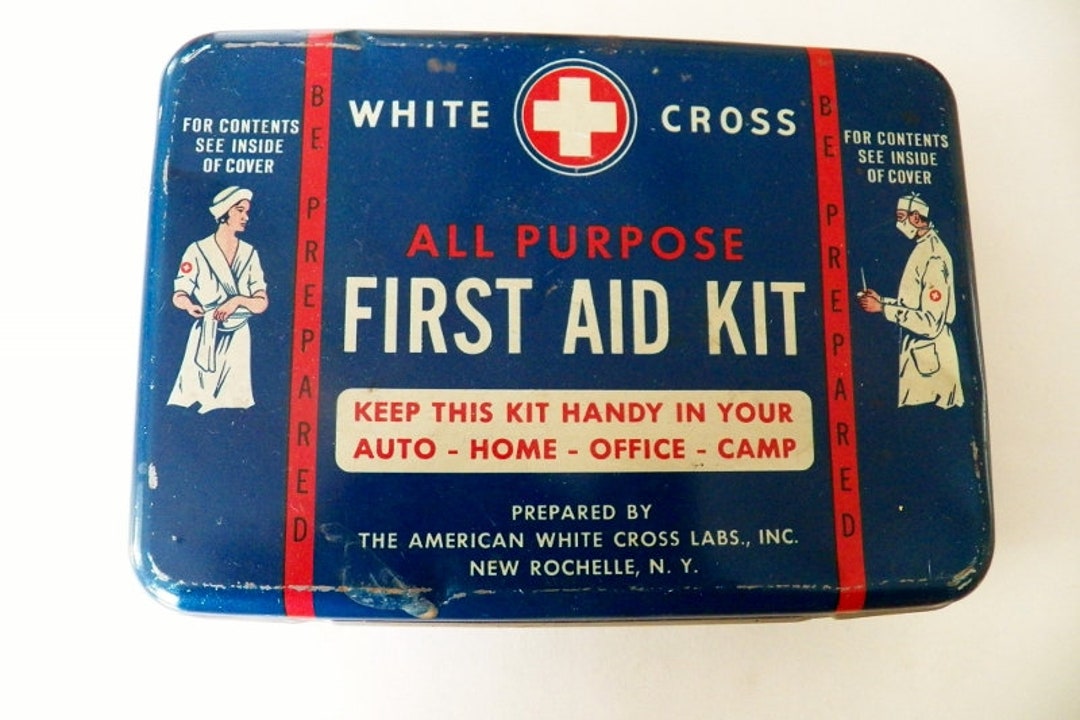 WHITE CROSS
FOR CONTENTS
SEE INSIDE
OF COVER
BE PREPARED
ALL PURPOSE
FIRST AID KIT
KEEP THIS KIT HANDY IN YOUR
AUTO - HOME - OFFICE - CAMP
PREPARED BY
THE AMERICAN WHITE CROSS LABS., INC.
NEW ROCHELLE, N. Y.
BE PREPARED
FOR CONTENTS
SEE INSIDE
OF COVER